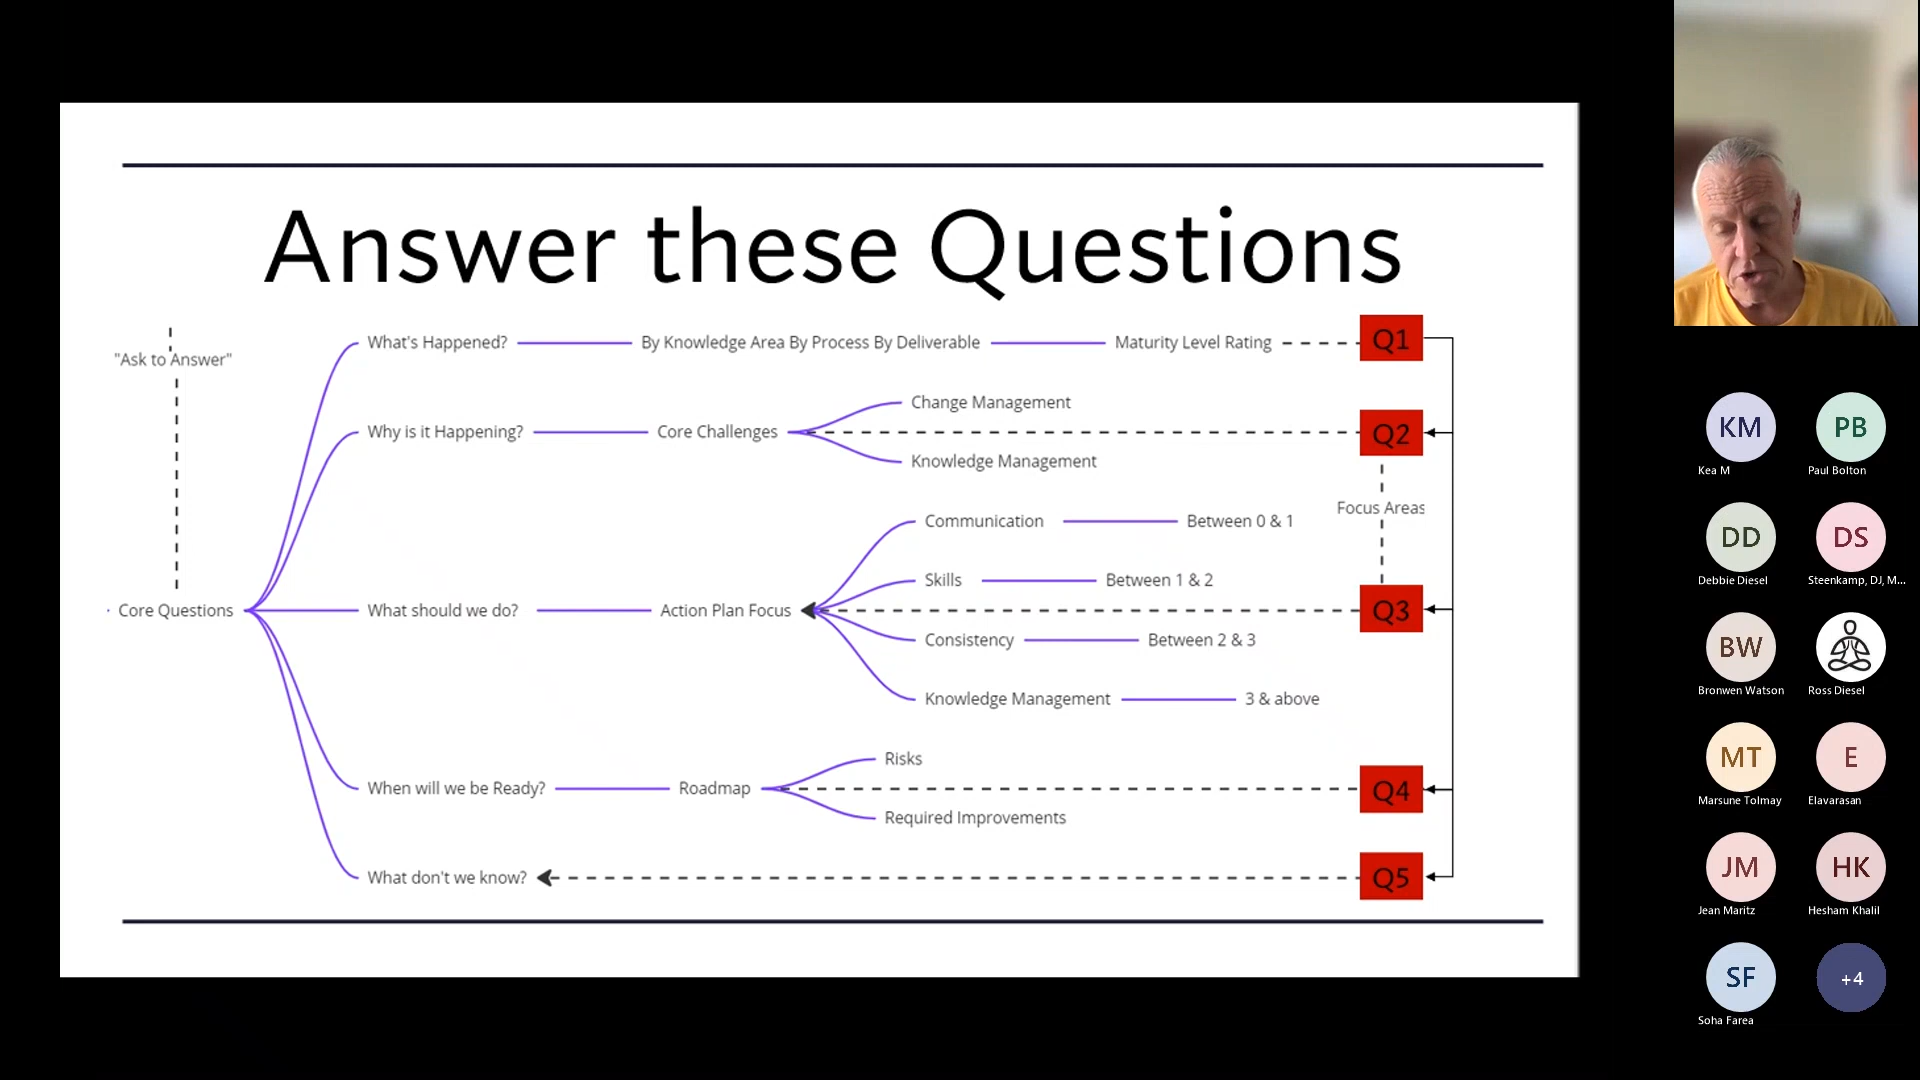 Answer these Questions
"Ask to Answer"
Core Questions
What's Happened?
By Knowledge Area By Process By Deliverable
Maturity Level Rating
Q1
Why is it Happening?
Core Challenges
Change Management
Knowledge Management
Q2
Focus Areas
What should we do?
Action Plan Focus
Communication
Between 0 & 1
Skills
Between 1 & 2
Consistency
Between 2 & 3
Knowledge Management
3 & above
Q3
When will we be Ready?
Roadmap
Risks
Required Improvements
Q4
What don't we know?
Q5
KM
Kea M
PB
Paul Bolton
DD
Debbie Diesel
DS
Steenkamp, DJ, M...
BW
Bronwen Watson
Ross Diesel
MT
Marsune Tolmay
E
Elavarasan
JM
Jean Maritz
HK
Hesham Khalil
SF
Soha Farea
+4